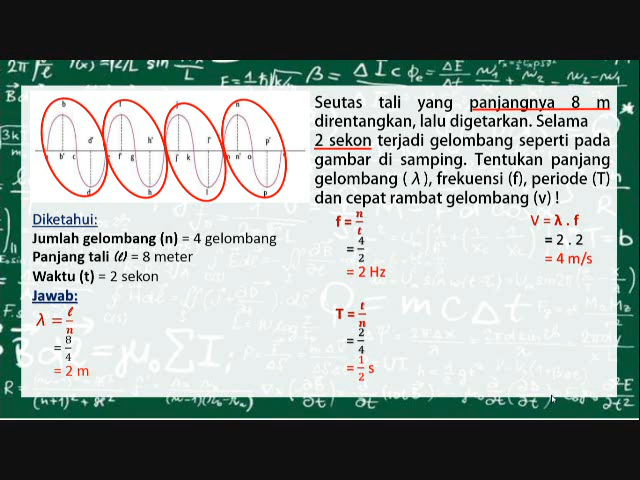 Seutas tali yang panjangnya 8 m
direntangkan, lalu digetarkan. Selama
2 sekon terjadi gelombang seperti pada
gambar di samping. Tentukan panjang
gelombang ( λ ), frekuensi (f), periode (T)
dan cepat rambat gelombang (v) !
Diketahui:
Jumlah gelombang (n) = 4 gelombang
Panjang tali (ℓ) = 8 meter
Waktu (t) = 2 sekon
Jawab:
λ = ℓ/n
= 8/4
= 2 m
f = n/t
= 4/2
= 2 Hz
T = t/n
= 2/4
= 1/2 s
V = λ . f
= 2 . 2
= 4 m/s